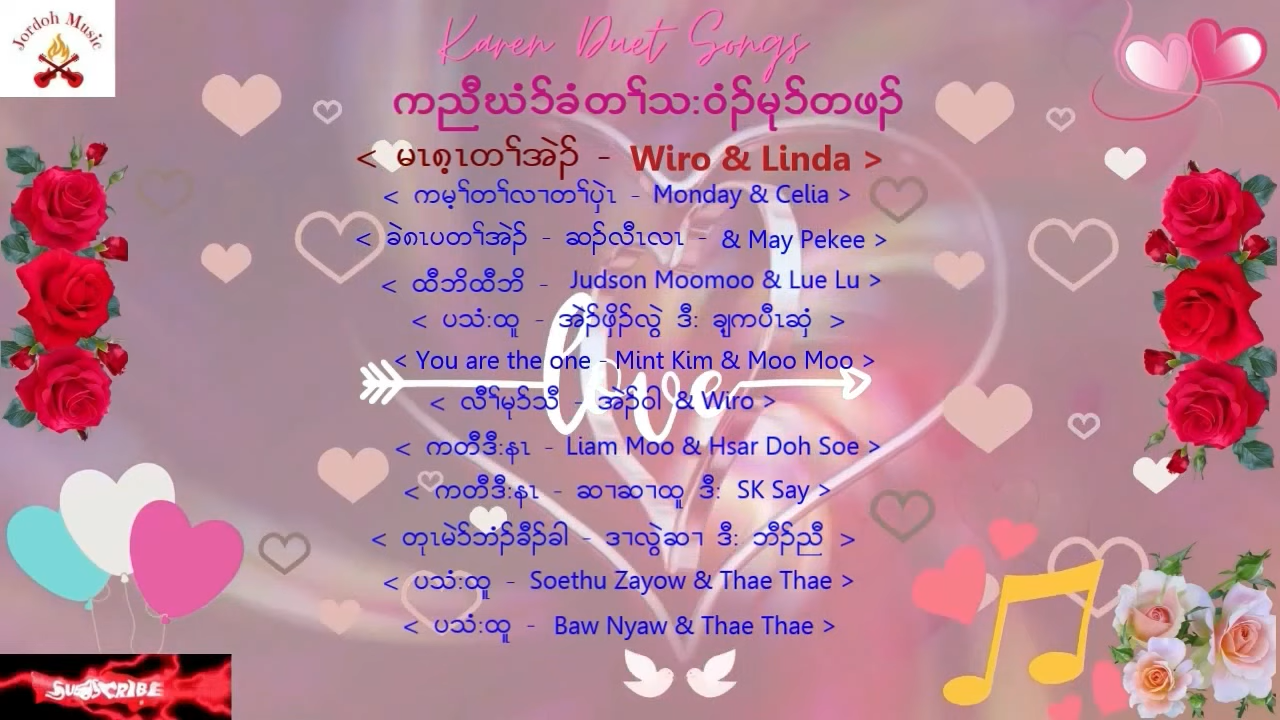 Jordoh Music
Karen Duet Songs
ကညီဃံာ်ခံတၢ်သးဝံၣ်မုာ်တဖၣ်
< မၤစ့ၤတၢ်အဲၣ် - Wiro & Linda >
< ကမ့ၢ်တၢ်လၢတၢ်ပှဲၤ - Monday & Celia >
< ခဲစၤပတၢ်အဲၣ် - ဆၣ်လီၤလၤ - & May Pekee >
< ထီဘိထီဘိ - Judson Moomoo & Lue Lu >
< ပသံးထူ - အဲၣ်ဖှိၣ်လွဲ ဒီး ချ့ကပီၤဆုံ >
< You are the one - Mint Kim & Moo Moo >
< လီၢ်မုာ်သီ - အဲၣ်ဝါ & Wiro >
< ကတီဒီးနၤ - Liam Moo & Hsar Doh Soe >
< ကတီဒီးနၤ - ဆၢဆၢထူ ဒီး SK Say >
< တုၤမဲာ်ဘံၣ်ခီၣ်ခါ - ဒၢလွဲဆၢ ဒီး ဘီၣ်ညီ >
< ပသံးထူ - Soethu Zayow & Thae Thae >
< ပသံးထူ - Baw Nyaw & Thae Thae >
love
SUBSCRIBE